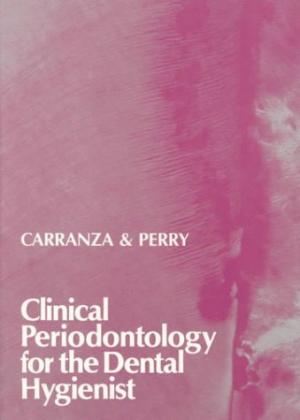 CARRANZA & PERRY
Clinical
Periodontology
for the Dental
Hygienist